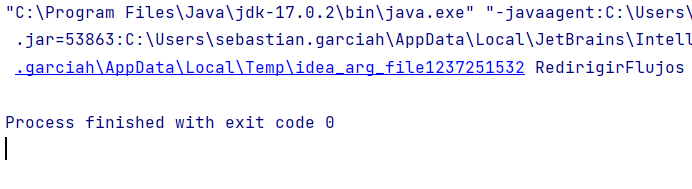 "C:\Program Files\Java\jdk-17.0.2\bin\java.exe" "-javaagent:C:\Users\
.jar=53863:C:\Users\sebastian.garciah\AppData\Local\JetBrains\Intell
.garciah\AppData\Local\Temp\idea_arg_file1237251532 RedirigirFlujos
Process finished with exit code 0